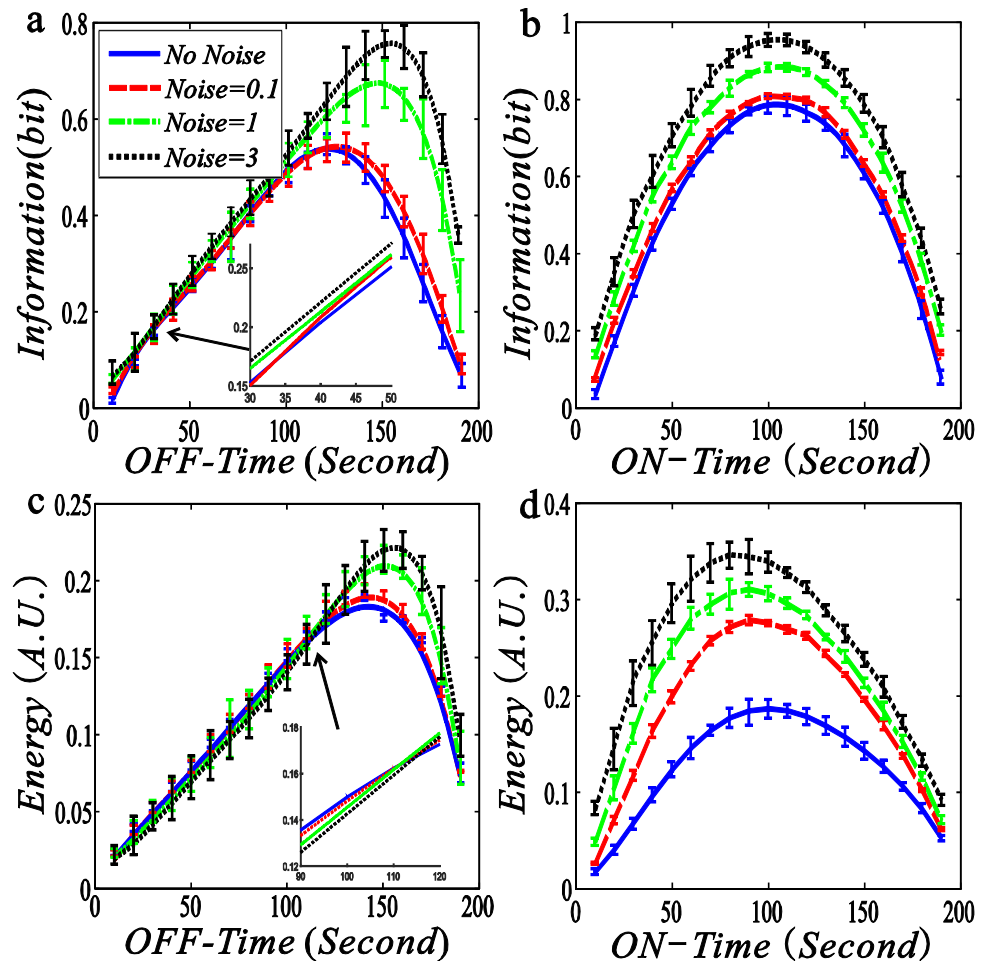 a
0.8
0.6
0.4
0.2
0
Information(bit)
No Noise
Noise=0.1
Noise=1
Noise=3
0.25
0.2
0.15
30 35 40 45 50
0 50 100 150 200
OFF-Time (Second)
b
1
0.8
0.6
0.4
0.2
0
Information(bit)
0 50 100 150 200
ON-Time (Second)
c
0.25
0.2
0.15
0.1
0.05
0
Energy (A.U.)
0.18
0.16
0.14
0.12
90 100 110 120
0 50 100 150 200
OFF-Time (Second)
d
0.4
0.3
0.2
0.1
0
Energy (A.U.)
0 50 100 150 200
ON-Time (Second)